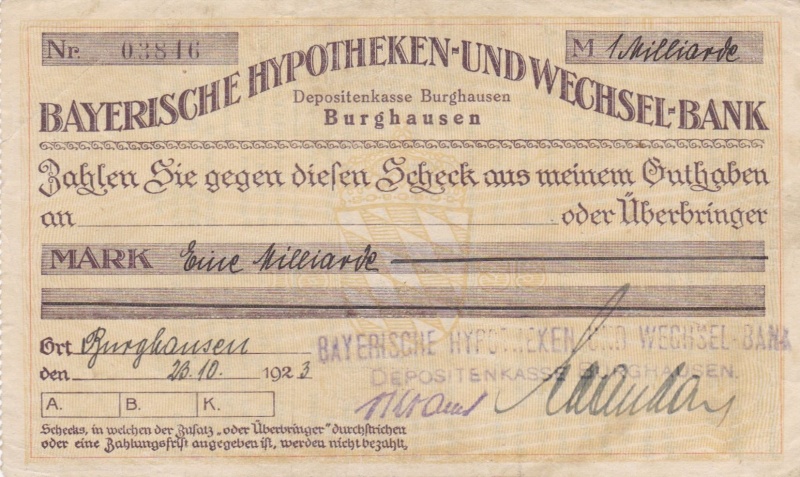 Nr. 03846
M 1 Milliarde
BAYERISCHE HYPOTHEKEN-UND WECHSEL-BANK
Depositenkasse Burghausen
Burghausen
Zahlen Sie gegen diesen Scheck aus meinem Guthaben
an oder Überbringer
MARK Eine Milliarde
Ort Burghausen
den 23.10. 1923
BAYERISCHE HYPOTHEKEN UND WECHSEL-BANK
DEPOSITENKASSE BURGHAUSEN.
A. B. K.
Schecks, in welchen der Zusatz „oder Überbringer" durchstrichen
oder eine Zahlungsfrist angegeben ist, werden nicht bezahlt.